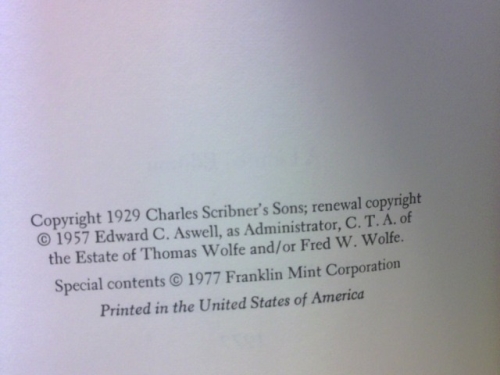 Copyright 1929 Charles Scribner's Sons; renewal copyright
© 1957 Edward C. Aswell, as Administrator, C. T. A. of
the Estate of Thomas Wolfe and/or Fred W. Wolfe.
Special contents © 1977 Franklin Mint Corporation
Printed in the United States of America